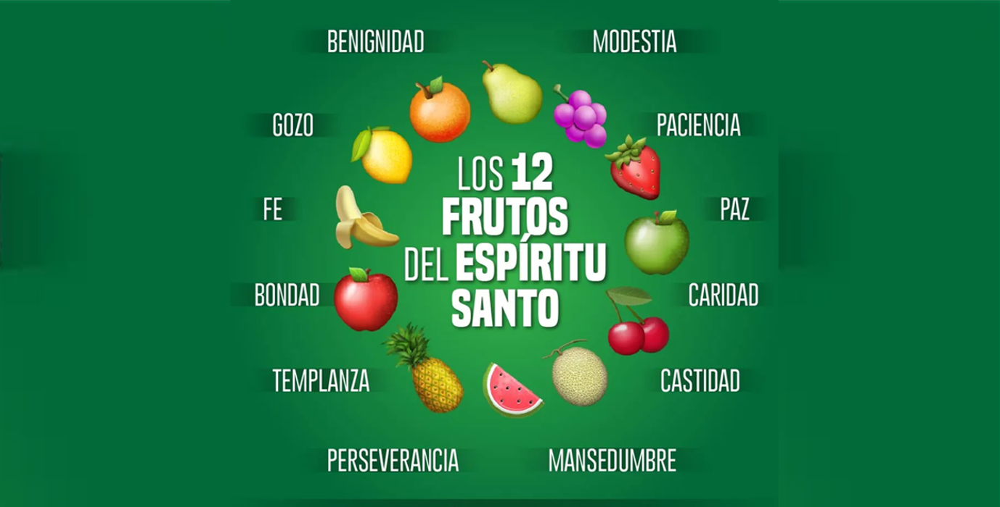 BENIGNIDAD
MODESTIA
GOZO
PACIENCIA
LOS 12
FRUTOS
DEL ESPÍRITU
SANTO
FE
PAZ
BONDAD
CARIDAD
TEMPLANZA
CASTIDAD
PERSEVERANCIA
MANSEDUMBRE